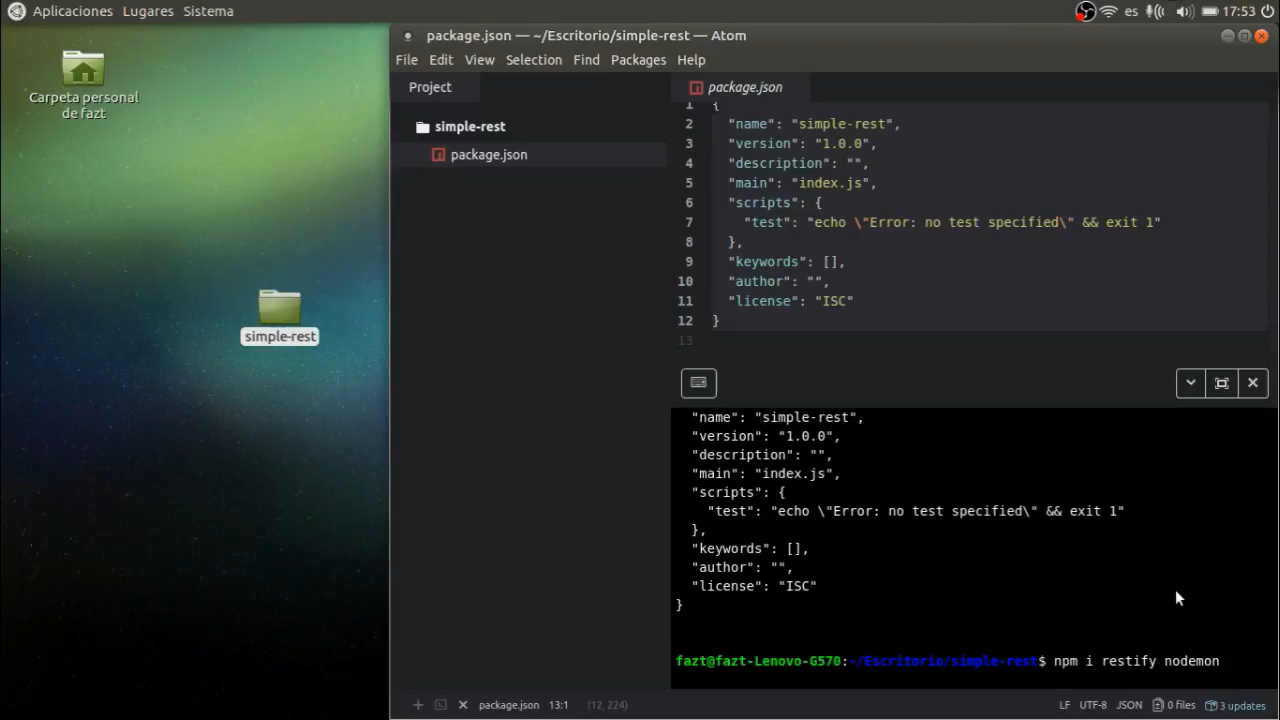 Aplicaciones Lugares Sistema
es 17:53
Carpeta personal
de fazt
simple-rest
package.json — ~/Escritorio/simple-rest — Atom
File Edit View Selection Find Packages Help
Project
simple-rest
package.json
package.json
1 {
2 "name": "simple-rest",
3 "version": "1.0.0",
4 "description": "",
5 "main": "index.js",
6 "scripts": {
7 "test": "echo \"Error: no test specified\" && exit 1"
8 },
9 "keywords": [],
10 "author": "",
11 "license": "ISC"
12 }
13
"name": "simple-rest",
"version": "1.0.0",
"description": "",
"main": "index.js",
"scripts": {
"test": "echo \"Error: no test specified\" && exit 1"
},
"keywords": [],
"author": "",
"license": "ISC"
}
fazt@fazt-Lenovo-G570:~/Escritorio/simple-rest$ npm i restify nodemon
package.json 13:1 (12, 224) LF UTF-8 JSON 0 files 3 updates